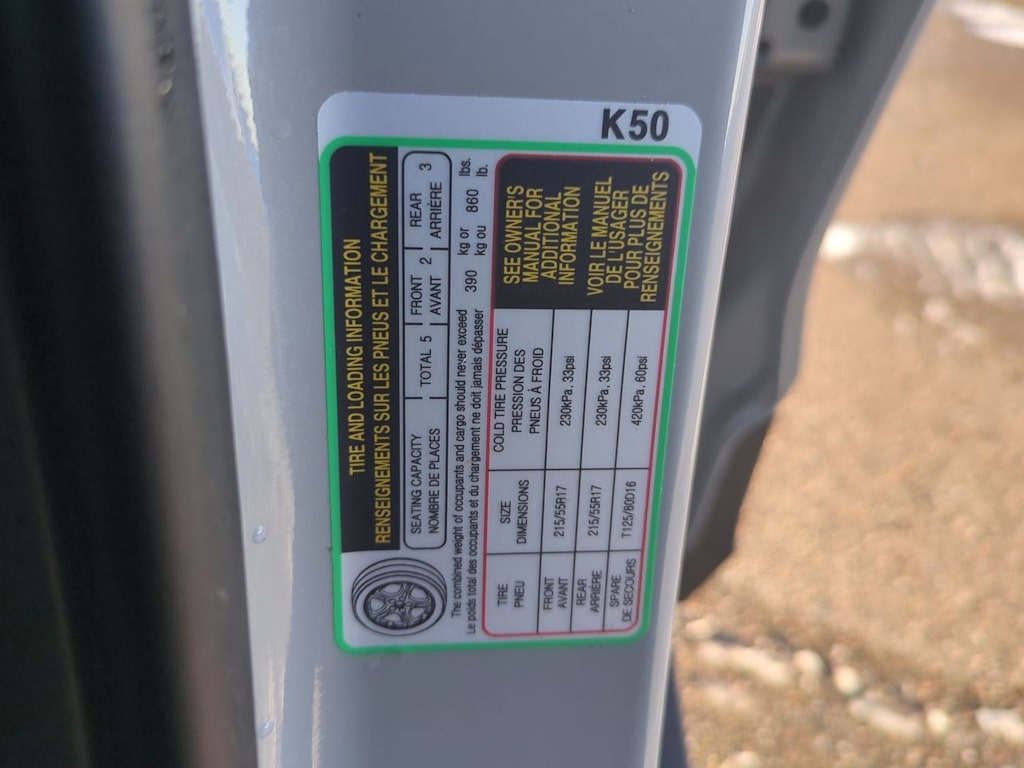 K50
TIRE AND LOADING INFORMATION
RENSEIGNEMENTS SUR LES PNEUS ET LE CHARGEMENT
SEATING CAPACITY TOTAL 5 FRONT 2 REAR 3
NOMBRE DE PLACES AVANT ARRIÈRE
The combined weight of occupants and cargo should never exceed 390 kg or 860 lbs.
Le poids total des occupants et du chargement ne doit jamais dépasser kg ou lb.
TIRE SIZE COLD TIRE PRESSURE
PNEU DIMENSIONS PRESSION DES
PNEUS À FROID
FRONT 215/55R17 230kPa, 33psi
AVANT
REAR 215/55R17 230kPa, 33psi
ARRIERE
SPARE T125/80D16 420kPa, 60psi
DE SECOURS
SEE OWNER'S
MANUAL FOR
ADDITIONAL
INFORMATION
VOIR LE MANUEL
DE L'USAGER
POUR PLUS DE
RENSEIGNEMENTS